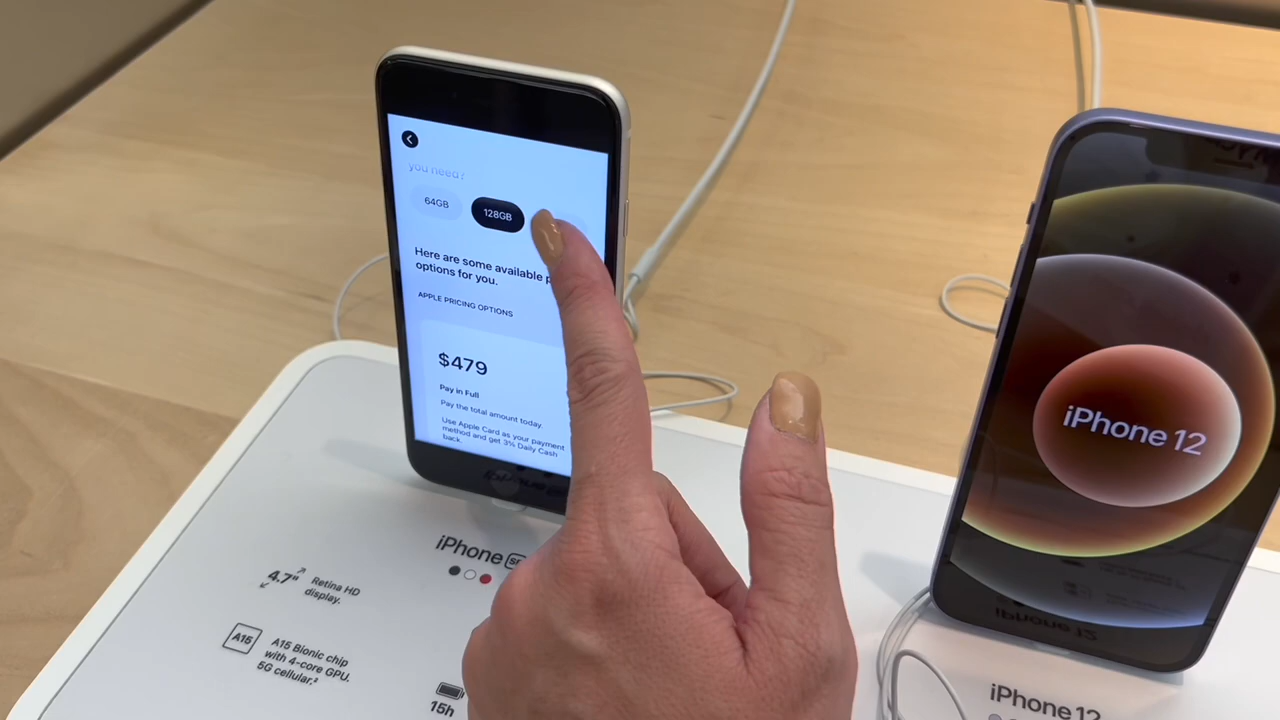 you need?
64GB
128GB
Here are some available
options for you.
APPLE PRICING OPTIONS
$479
Pay in Full
Pay the total amount today.
Use Apple Card as your payment
method and get 3% Daily Cash
back.
iPhone 12
iPhone SE
4.7"
Retina HD
display.
A15
A15 Bionic chip
with 4-core GPU.
5G cellular.²
15h
iPhone 12